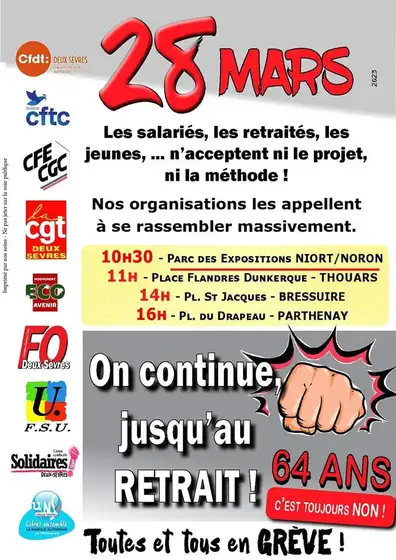 Cfdt:
DEUX-SÈVRES
28 MARS
2023
cftc
Les salariés, les retraités, les
jeunes, ... n'acceptent ni le projet,
ni la méthode !
CFE
CGC
Nos organisations les appellent
à se rassembler massivement.
la
cgt
DEUX
SEVRES
10H30 - PARC DES EXPOSITIONS NIORT/NORON
11H - PLACE FLANDRES DUNKERQUE - THOUARS
14H - PL. ST JACQUES - BRESSUIRE
16H - PL. DU DRAPEAU - PARTHENAY
Imprimé par nos soins - Ne pas jeter sur la voie publique
MOUVEMENT
ECO
AVENIR
FO
Deux-Sèvres
U.
F.S.U.
Solidaires
On continue,
jusqu'au
RETRAIT !
64 ANS
C'EST TOUJOURS NON !
UNL
Toutes et tous en GRÈVE !